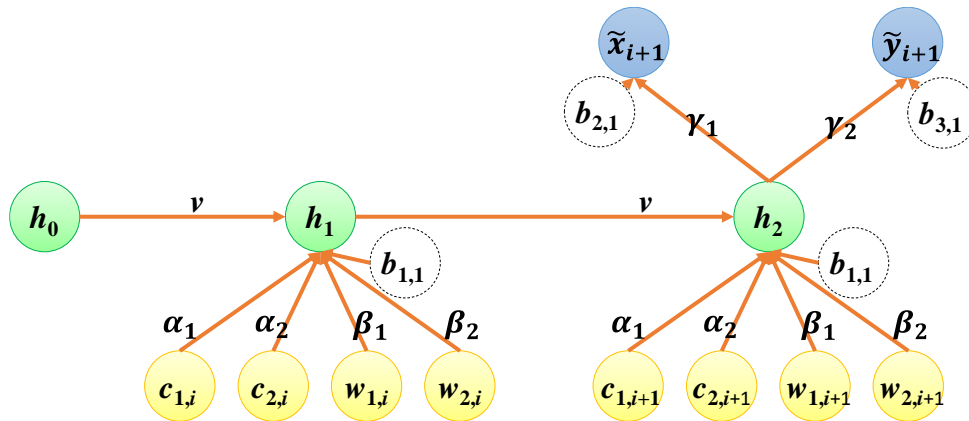 x̃ᵢ₊₁ ỹᵢ₊₁
b₂,₁ γ₁ γ₂ b₃,₁
h₀ v h₁ v h₂
b₁,₁ b₁,₁
α₁ α₂ β₁ β₂ α₁ α₂ β₁ β₂
c₁,ᵢ c₂,ᵢ w₁,ᵢ w₂,ᵢ c₁,ᵢ₊₁ c₂,ᵢ₊₁ w₁,ᵢ₊₁ w₂,ᵢ₊₁